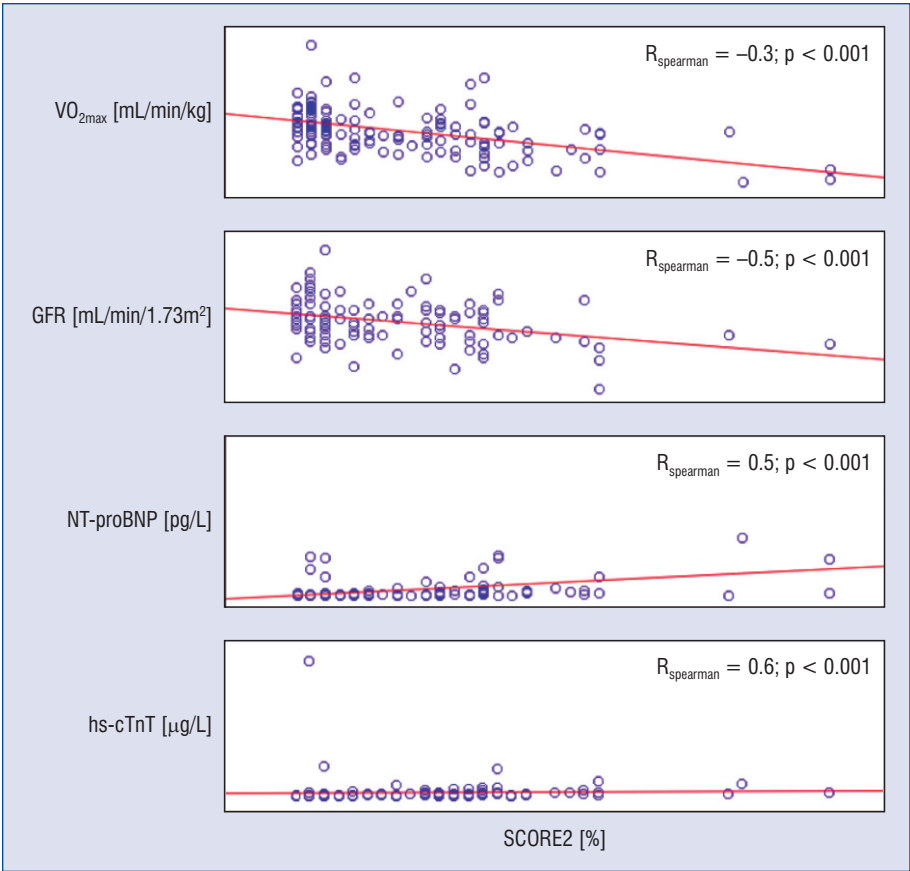 R_spearman = –0.3; p < 0.001
VO₂max [mL/min/kg]
R_spearman = –0.5; p < 0.001
GFR [mL/min/1.73m²]
R_spearman = 0.5; p < 0.001
NT-proBNP [pg/L]
R_spearman = 0.6; p < 0.001
hs-cTnT [μg/L]
SCORE2 [%]